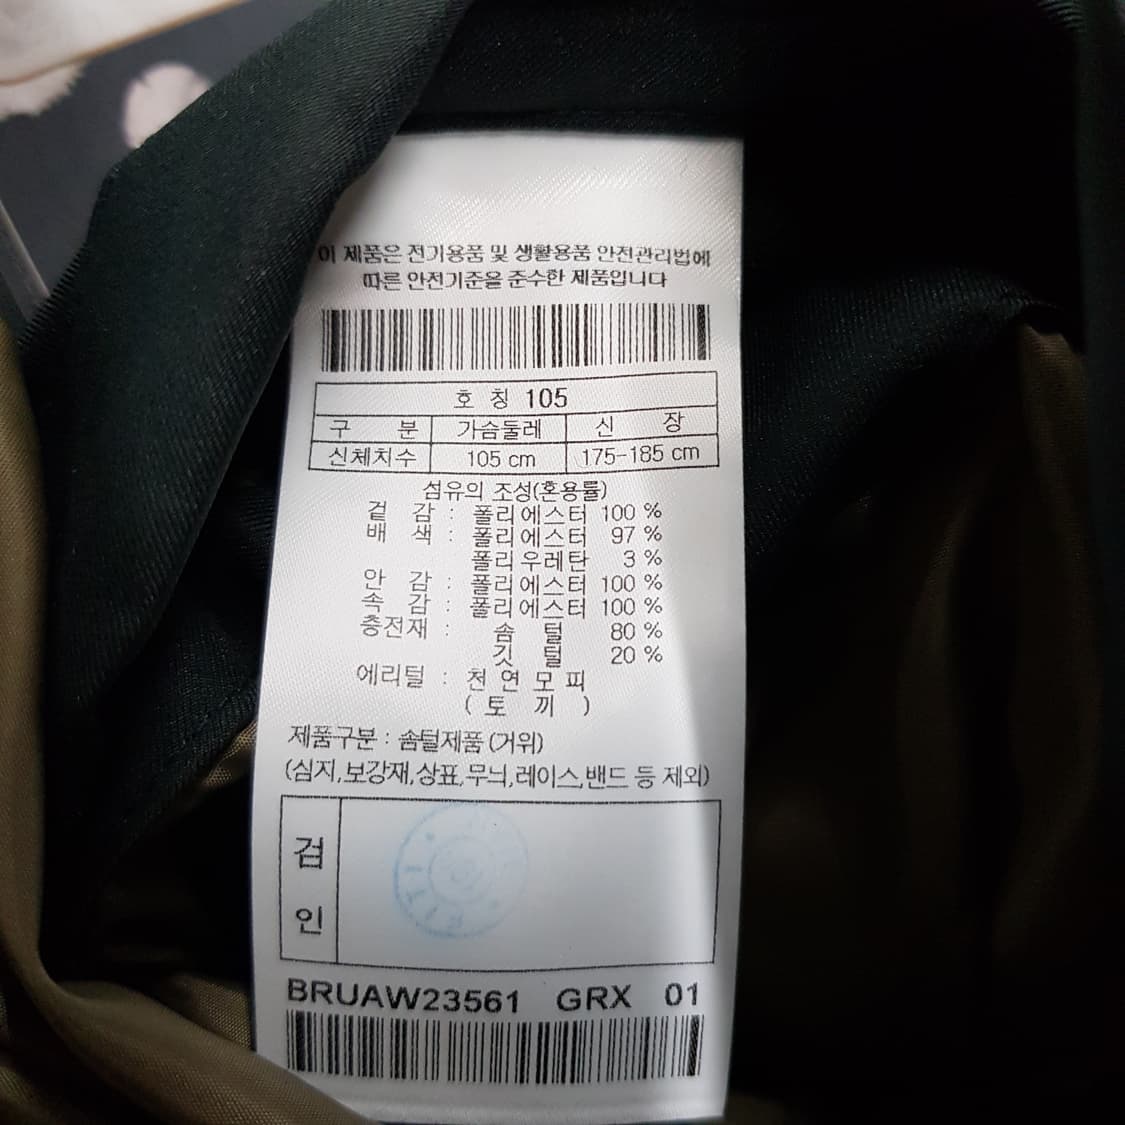 이 제품은 전기용품 및 생활용품 안전관리법에
따른 안전기준을 준수한 제품입니다
호 칭 105
구 분 가슴둘레 신 장
신체치수 105 cm 175-185 cm
섬유의 조성(혼용률)
겉 감 : 폴리에스터 100 %
배 색 : 폴리에스터 97 %
폴리우레탄 3 %
안 감 : 폴리에스터 100 %
속 감 : 폴리에스터 100 %
충전재 : 솜 털 80 %
깃 털 20 %
에리털 : 천연모피
( 토 끼 )
제품구분 : 솜털제품 (거위)
(심지,보강재,상표,무늬,레이스,밴드 등 제외)
검
인
BRUAW23561 GRX 01